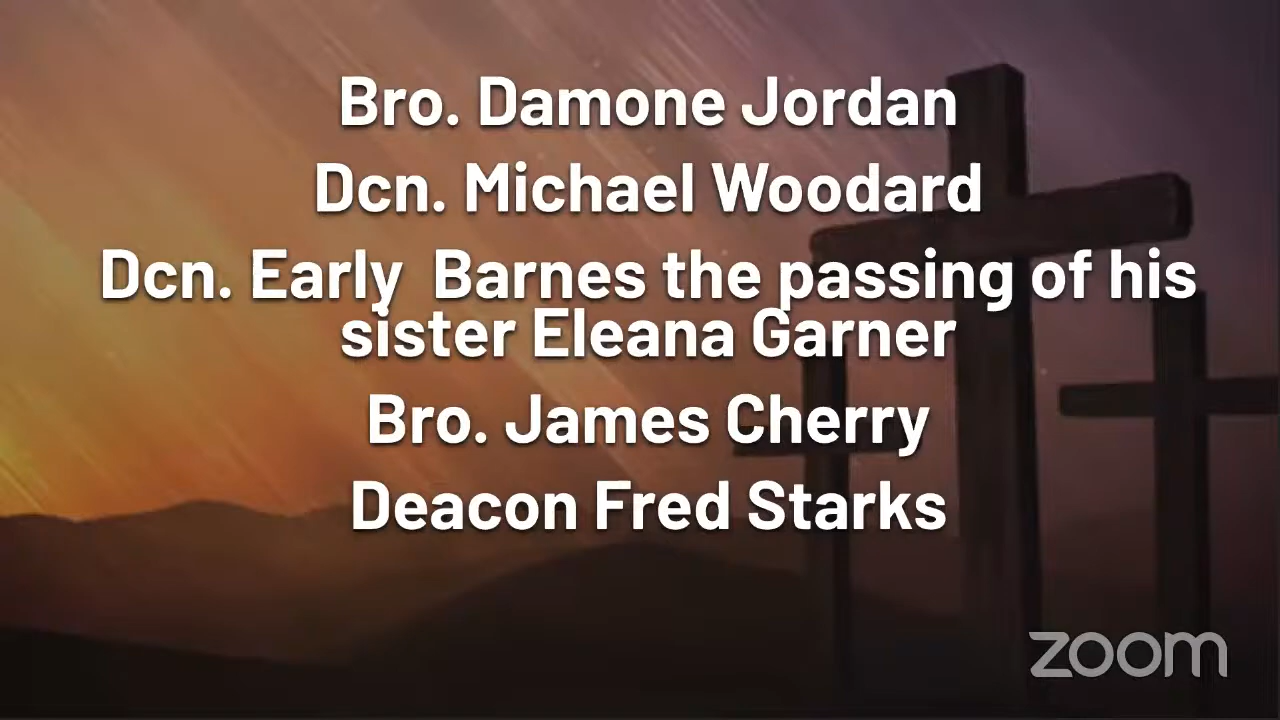 Bro. Damone Jordan
Dcn. Michael Woodard
Dcn. Early  Barnes the passing of his
sister Eleana Garner
Bro. James Cherry
Deacon Fred Starks
zoom